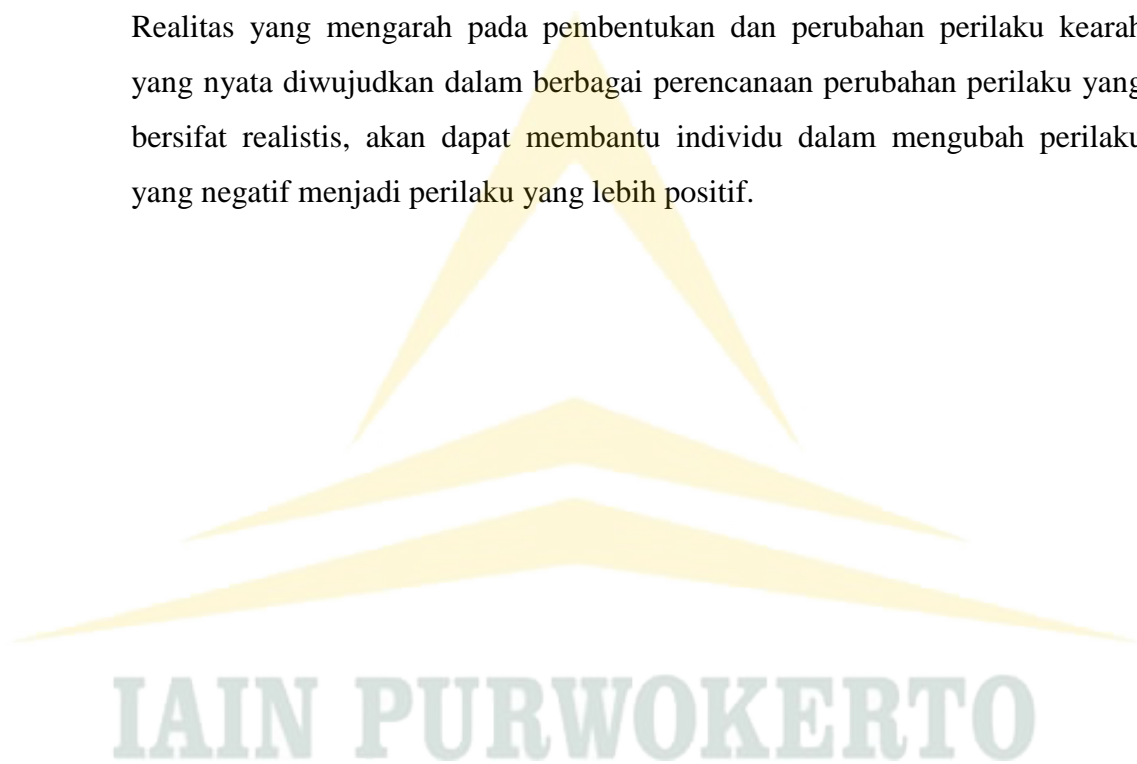 Realitas yang mengarah pada pembentukan dan perubahan perilaku kearah
yang nyata diwujudkan dalam berbagai perencanaan perubahan perilaku yang
bersifat realistis, akan dapat membantu individu dalam mengubah perilaku
yang negatif menjadi perilaku yang lebih positif.
IAIN PURWOKERTO